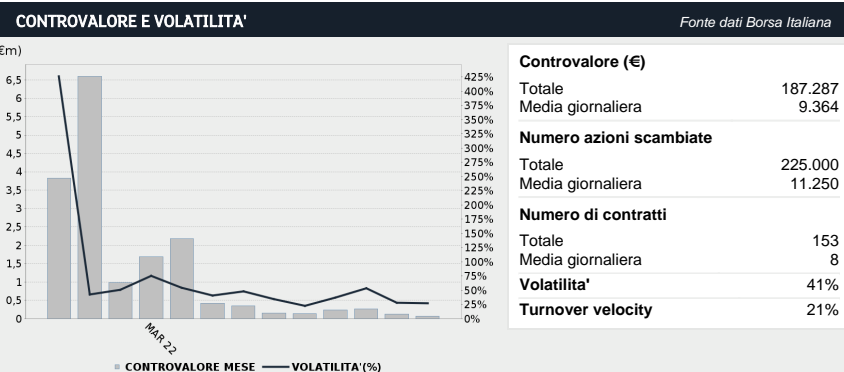 CONTROVALORE E VOLATILITA'
Fonte dati Borsa Italiana
€m)
6,5
6
5,5
5
4,5
4
3,5
3
2,5
2
1,5
1
0,5
0
425%
400%
375%
350%
325%
300%
275%
250%
225%
200%
175%
150%
125%
100%
75%
50%
25%
0%
MAR 22
CONTROVALORE MESE
VOLATILITA'(%)
Controvalore (€)
Totale 187.287
Media giornaliera 9.364
Numero azioni scambiate
Totale 225.000
Media giornaliera 11.250
Numero di contratti
Totale 153
Media giornaliera 8
Volatilita' 41%
Turnover velocity 21%